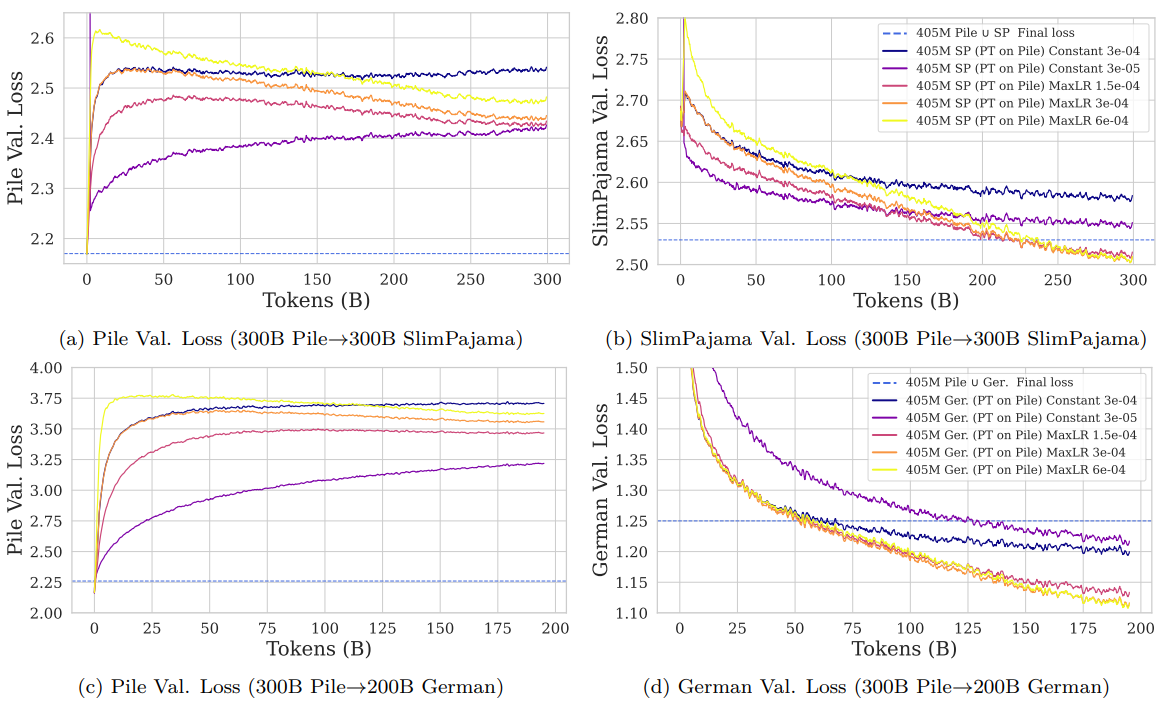 2.6
2.5
2.4
2.3
2.2
Pile Val. Loss
0 50 100 150 200 250 300
Tokens (B)
(a) Pile Val. Loss (300B Pile→300B SlimPajama)
2.80
2.75
2.70
2.65
2.60
2.55
2.50
SlimPajama Val. Loss
405M Pile ∪ SP Final loss
405M SP (PT on Pile) Constant 3e-04
405M SP (PT on Pile) Constant 3e-05
405M SP (PT on Pile) MaxLR 1.5e-04
405M SP (PT on Pile) MaxLR 3e-04
405M SP (PT on Pile) MaxLR 6e-04
0 50 100 150 200 250 300
Tokens (B)
(b) SlimPajama Val. Loss (300B Pile→300B SlimPajama)
4.00
3.75
3.50
3.25
3.00
2.75
2.50
2.25
2.00
Pile Val. Loss
0 25 50 75 100 125 150 175 200
Tokens (B)
(c) Pile Val. Loss (300B Pile→200B German)
1.50
1.45
1.40
1.35
1.30
1.25
1.20
1.15
1.10
German Val. Loss
405M Pile ∪ Ger. Final loss
405M Ger. (PT on Pile) Constant 3e-04
405M Ger. (PT on Pile) Constant 3e-05
405M Ger. (PT on Pile) MaxLR 1.5e-04
405M Ger. (PT on Pile) MaxLR 3e-04
405M Ger. (PT on Pile) MaxLR 6e-04
0 25 50 75 100 125 150 175 200
Tokens (B)
(d) German Val. Loss (300B Pile→200B German)